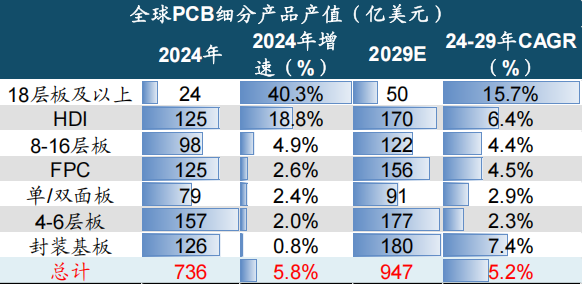 全球PCB细分产品产值（亿美元）
2024年 2024年增速（%） 2029E 24-29年CAGR（%）
18层板及以上 24 40.3% 50 15.7%
HDI 125 18.8% 170 6.4%
8-16层板 98 4.9% 122 4.4%
FPC 125 2.6% 156 4.5%
单/双面板 79 2.4% 91 2.9%
4-6层板 157 2.0% 177 2.3%
封装基板 126 0.8% 180 7.4%
总计 736 5.8% 947 5.2%